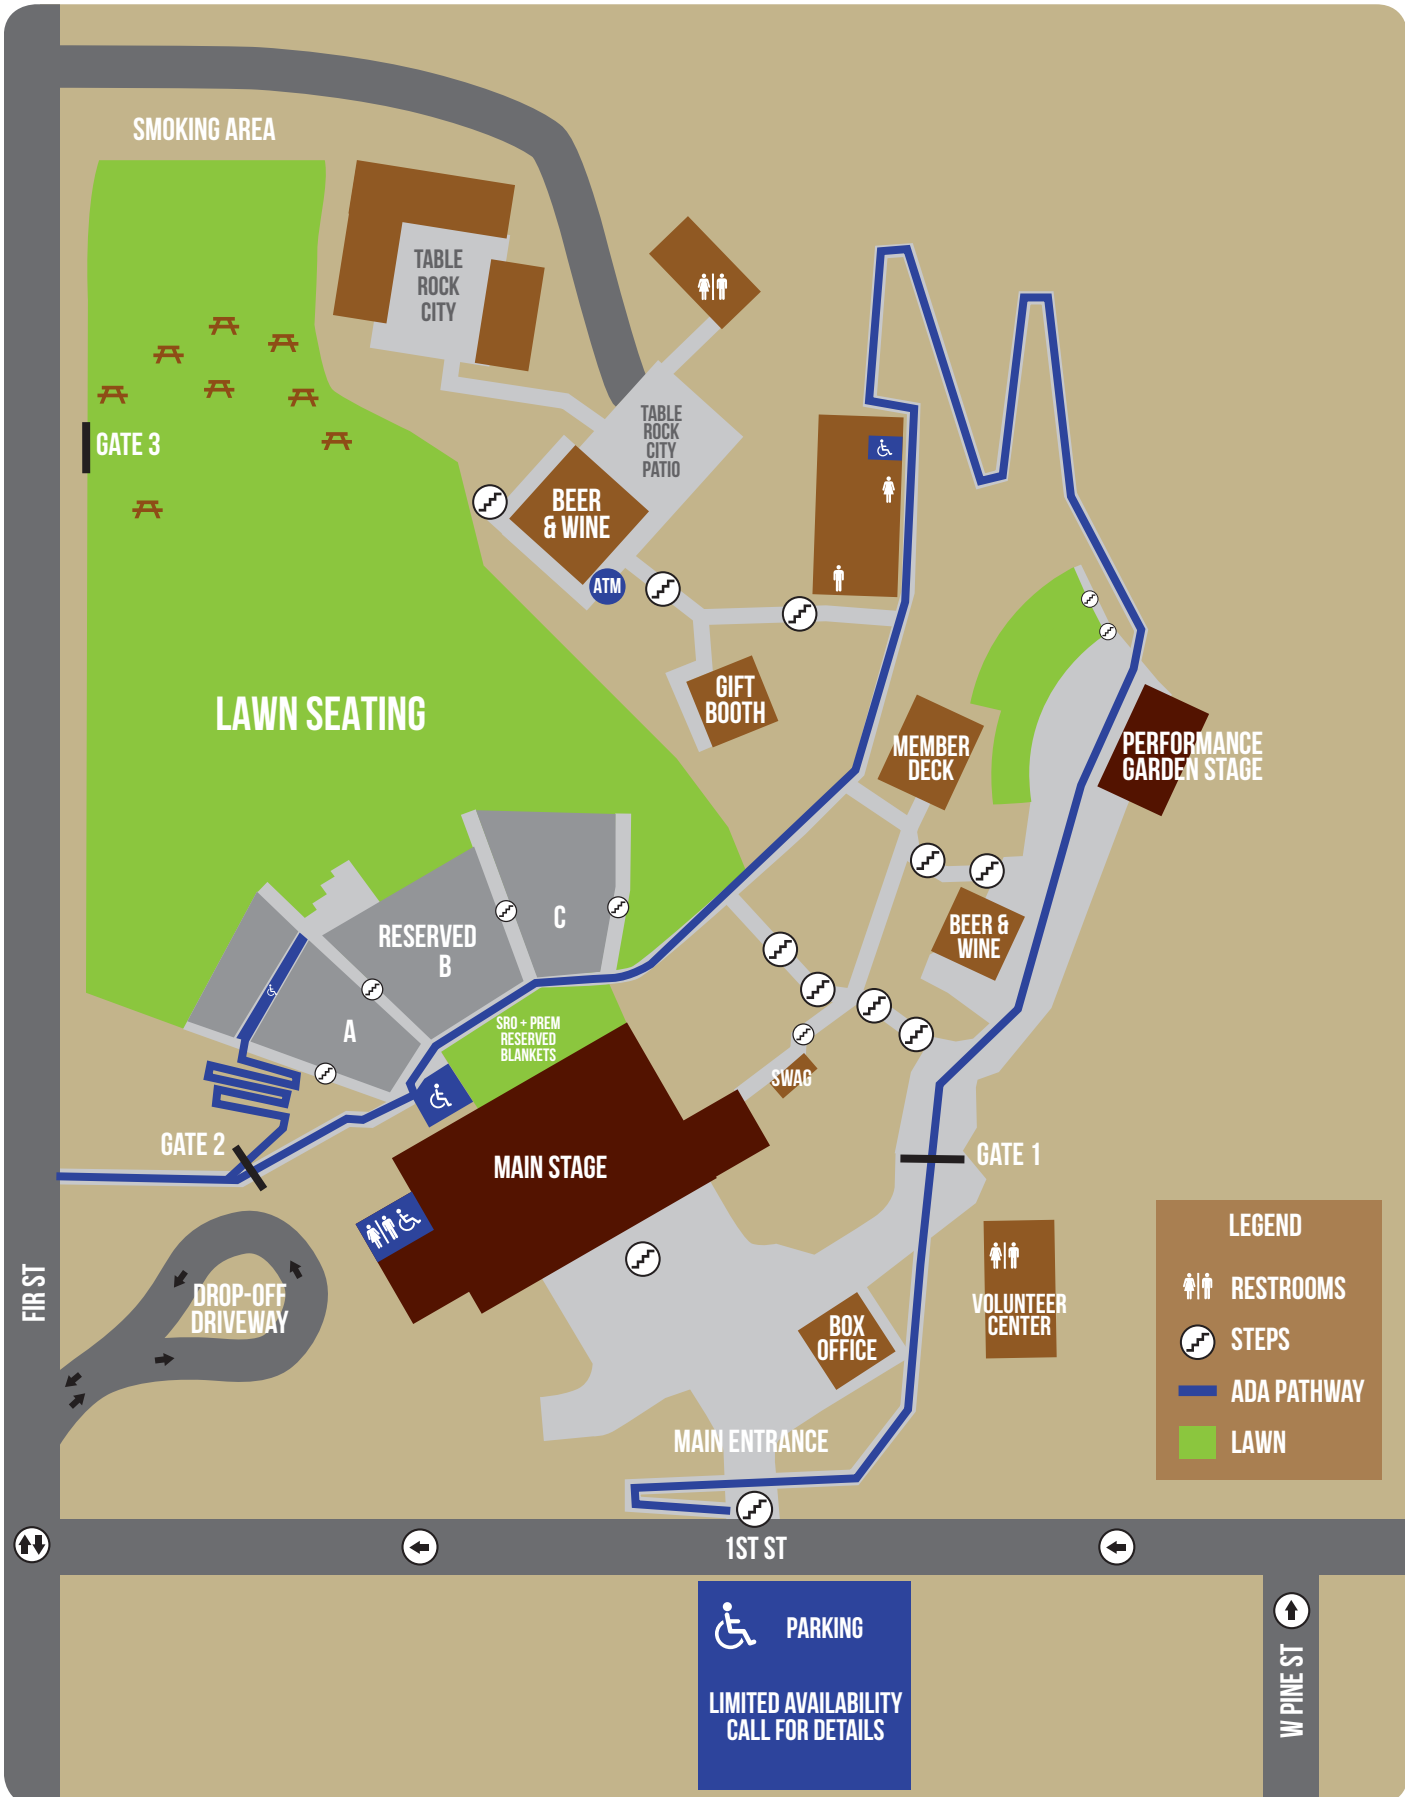 SMOKING AREA
TABLE
ROCK
CITY
TABLE
ROCK
CITY
PATIO
GATE 3
BEER
& WINE
ATM
GIFT
BOOTH
LAWN SEATING
MEMBER
DECK
PERFORMANCE
GARDEN STAGE
RESERVED
B
C
A
BEER &
WINE
SRO + PREM
RESERVED
BLANKETS
SWAG
GATE 2
MAIN STAGE
GATE 1
FIR ST
DROP-OFF
DRIVEWAY
BOX
OFFICE
VOLUNTEER
CENTER
LEGEND
RESTROOMS
STEPS
ADA PATHWAY
LAWN
MAIN ENTRANCE
1ST ST
PARKING
LIMITED AVAILABILITY
CALL FOR DETAILS
W PINE ST